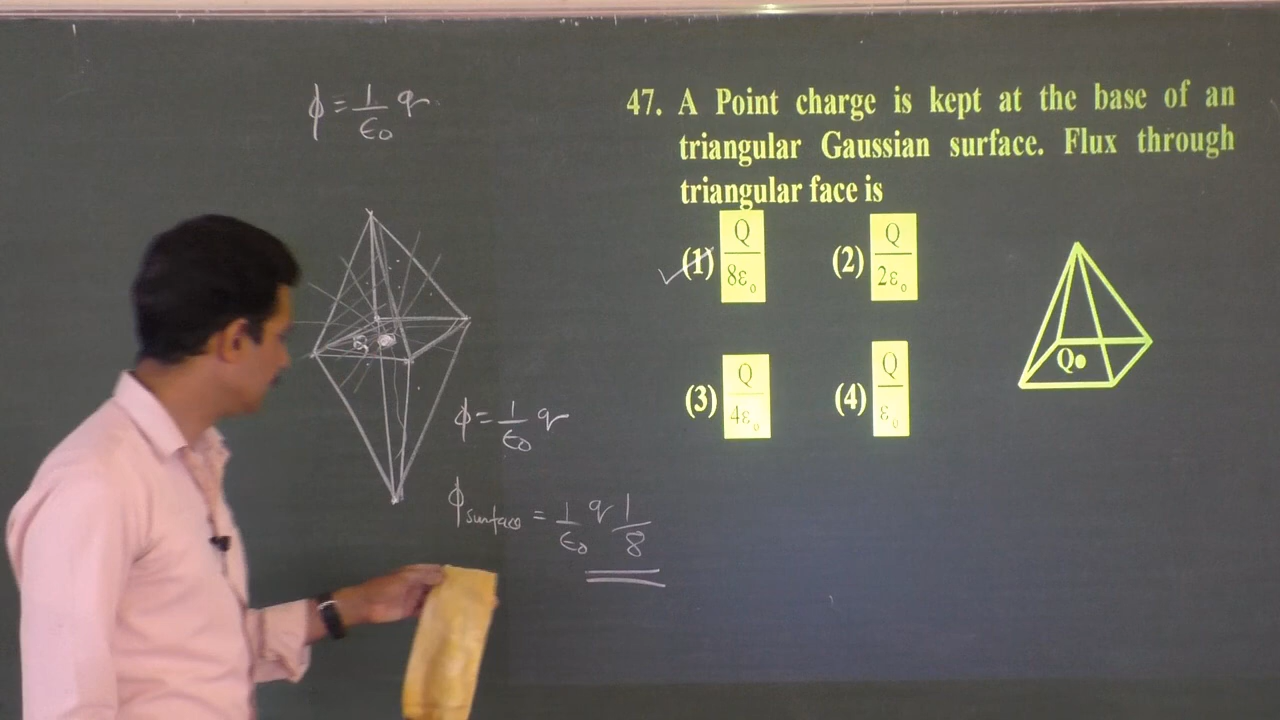 ϕ = 1/ε0 q
47. A Point charge is kept at the base of an
triangular Gaussian surface. Flux through
triangular face is
(1) Q/8ε0 (2) Q/2ε0
(3) Q/4ε0 (4) Q/ε0
Q
Q
ϕ = 1/ε0 q
ϕsurface = 1/ε0 q 1/8